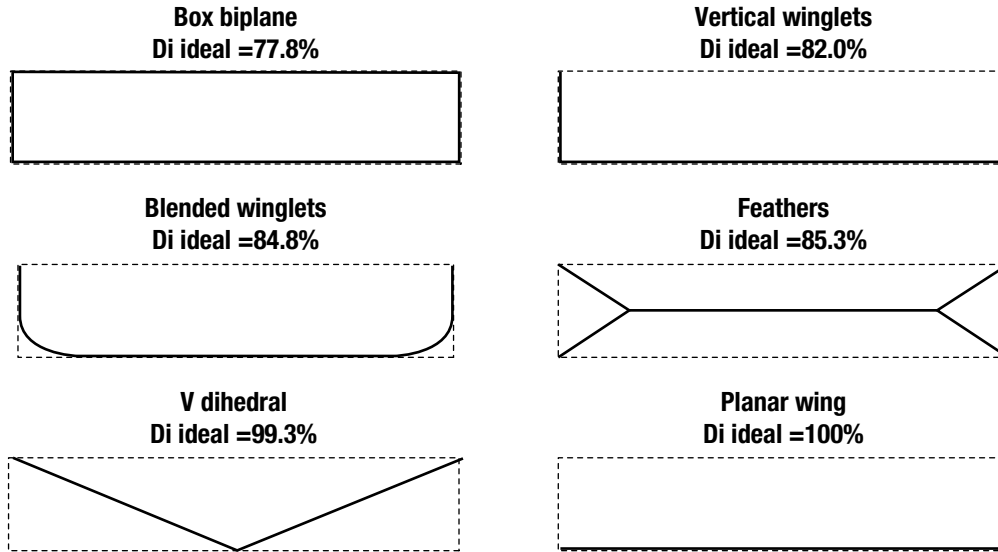 Box biplane
Di ideal =77.8%
Vertical winglets
Di ideal =82.0%
Blended winglets
Di ideal =84.8%
Feathers
Di ideal =85.3%
V dihedral
Di ideal =99.3%
Planar wing
Di ideal =100%